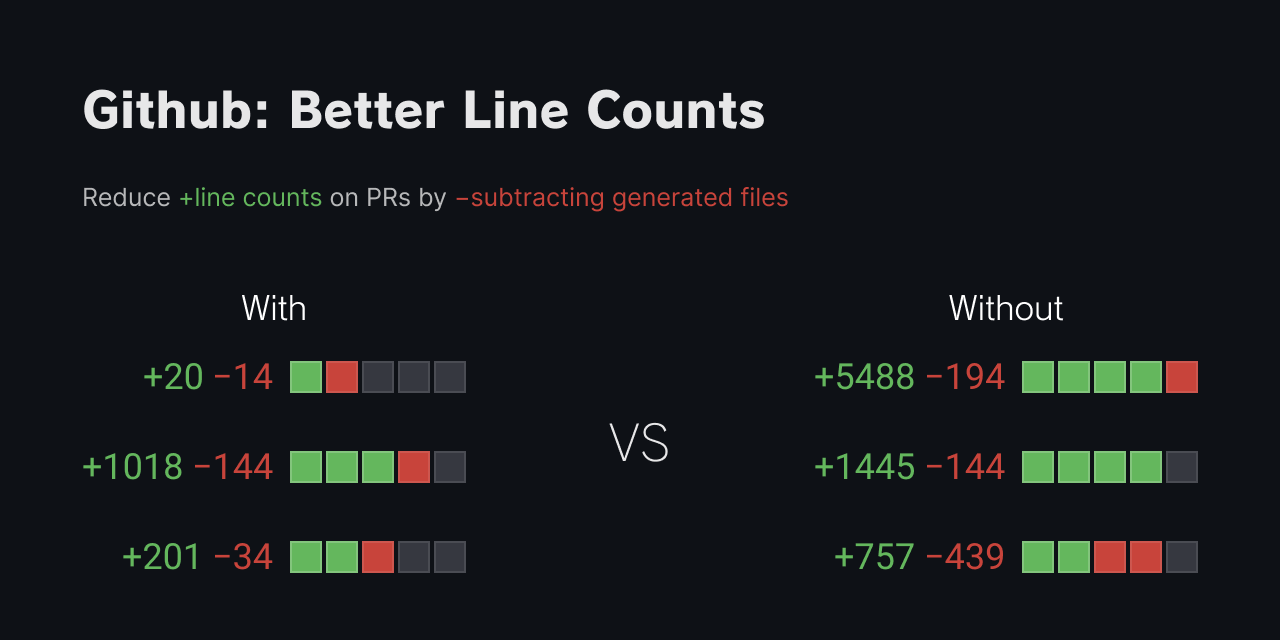 Github: Better Line Counts
Reduce +line counts on PRs by −subtracting generated files
With
Without
+20 −14
+5488 −194
VS
+1018 −144
+1445 −144
+201 −34
+757 −439